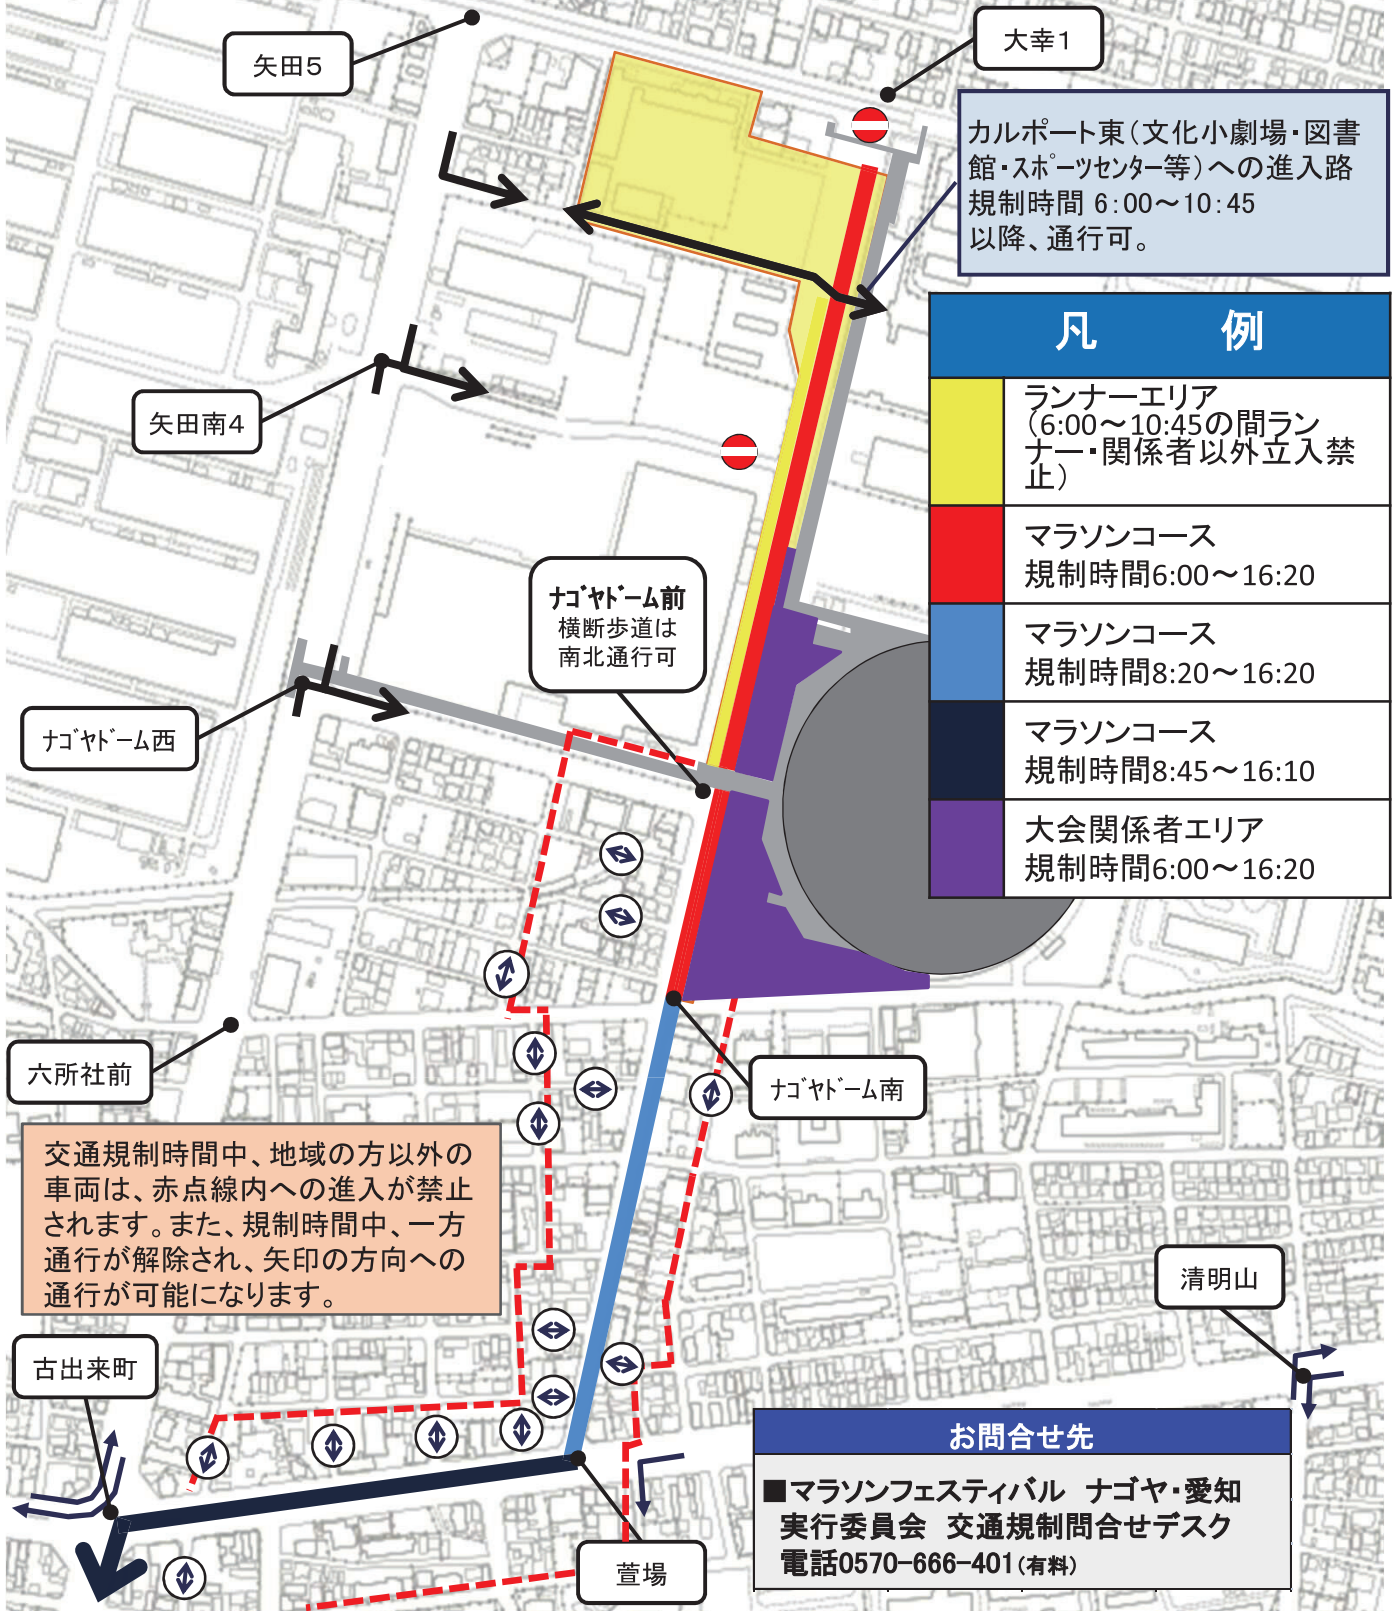 矢田5
大幸1
カルポート東(文化小劇場・図書
館・スポーツセンター等)への進入路
規制時間 6:00～10:45
以降、通行可。
凡 例
ランナーエリア
(6:00～10:45の間ラン
ナー・関係者以外立入禁
止)
マラソンコース
規制時間6:00～16:20
マラソンコース
規制時間8:20～16:20
マラソンコース
規制時間8:45～16:10
大会関係者エリア
規制時間6:00～16:20
矢田南4
ナゴヤドーム前
横断歩道は
南北通行可
ナゴヤドーム西
六所社前
ナゴヤドーム南
交通規制時間中、地域の方以外の
車両は、赤点線内への進入が禁止
されます。また、規制時間中、一方
通行が解除され、矢印の方向への
通行が可能になります。
清明山
古出来町
萱場
お問合せ先
■マラソンフェスティバル ナゴヤ・愛知
実行委員会 交通規制問合せデスク
電話0570-666-401(有料)